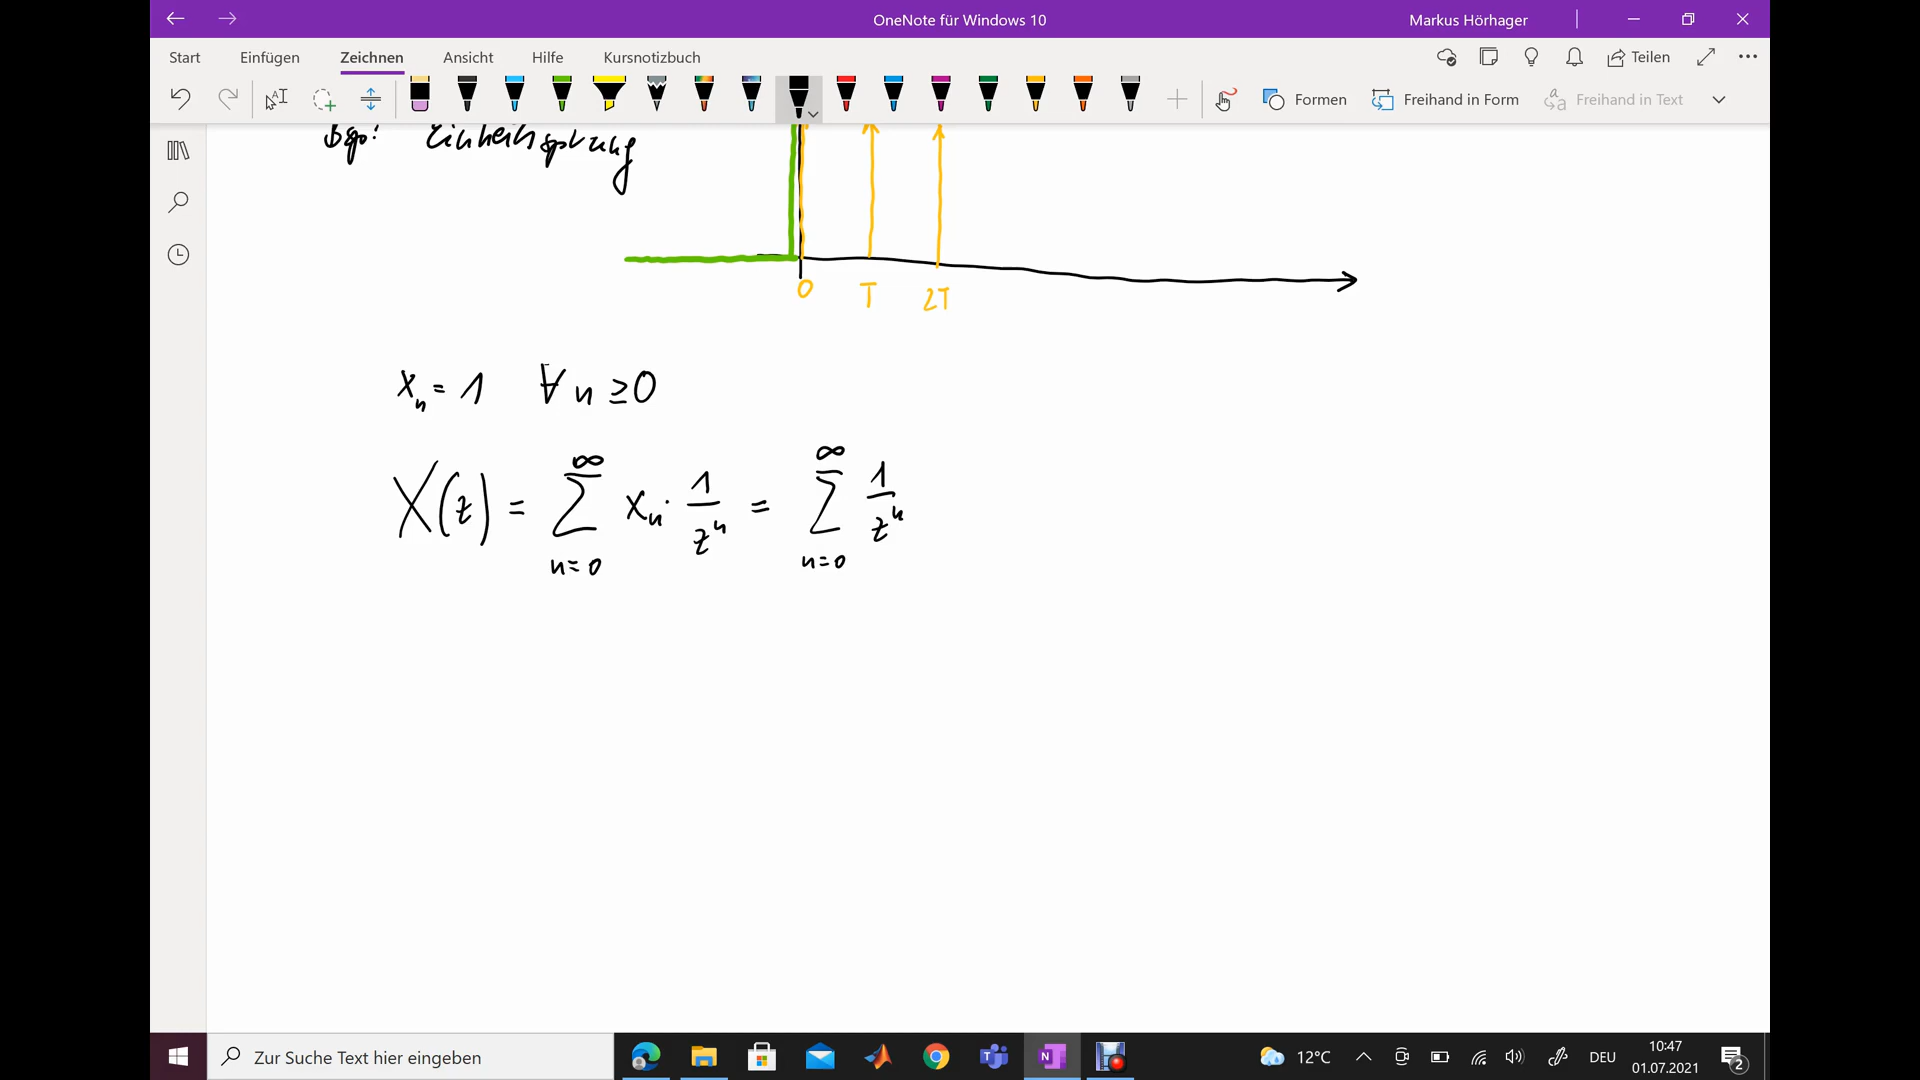 OneNote für Windows 10
Markus Hörhager
Start Einfügen Zeichnen Ansicht Hilfe Kursnotizbuch
Teilen
Formen Freihand in Form Freihand in Text
Bsp: Einheitssprung
0 T 2T
xₙ = 1 ∀ n ≥ 0
X(z) = ∑_{n=0}^{∞} xₙ · 1/zⁿ = ∑_{n=0}^{∞} 1/zⁿ
Zur Suche Text hier eingeben
12°C
DEU
10:47
01.07.2021
2